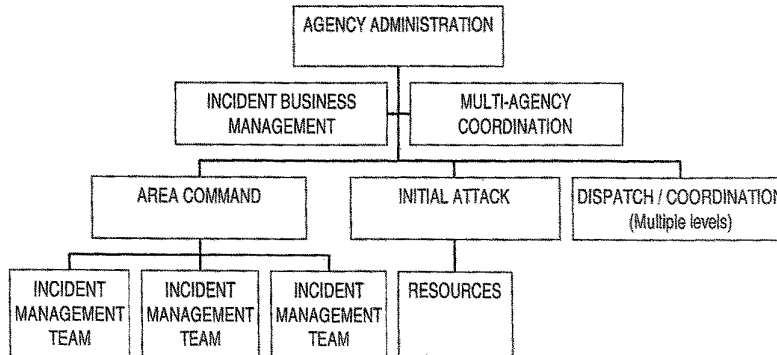 AGENCY ADMINISTRATION
INCIDENT BUSINESS
MANAGEMENT
MULTI-AGENCY
COORDINATION
AREA COMMAND
INITIAL ATTACK
DISPATCH / COORDINATION
(Multiple levels)
INCIDENT
MANAGEMENT
TEAM
INCIDENT
MANAGEMENT
TEAM
INCIDENT
MANAGEMENT
TEAM
RESOURCES